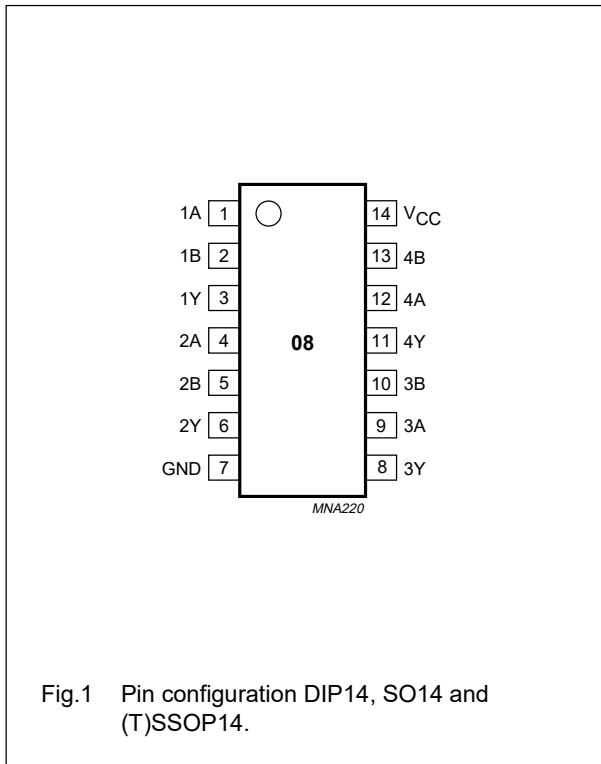 1A 1 14 VCC
1B 2 13 4B
1Y 3 12 4A
2A 4 08 11 4Y
2B 5 10 3B
2Y 6 9 3A
GND 7 8 3Y
MNA220
Fig.1 Pin configuration DIP14, SO14 and
(T)SSOP14.